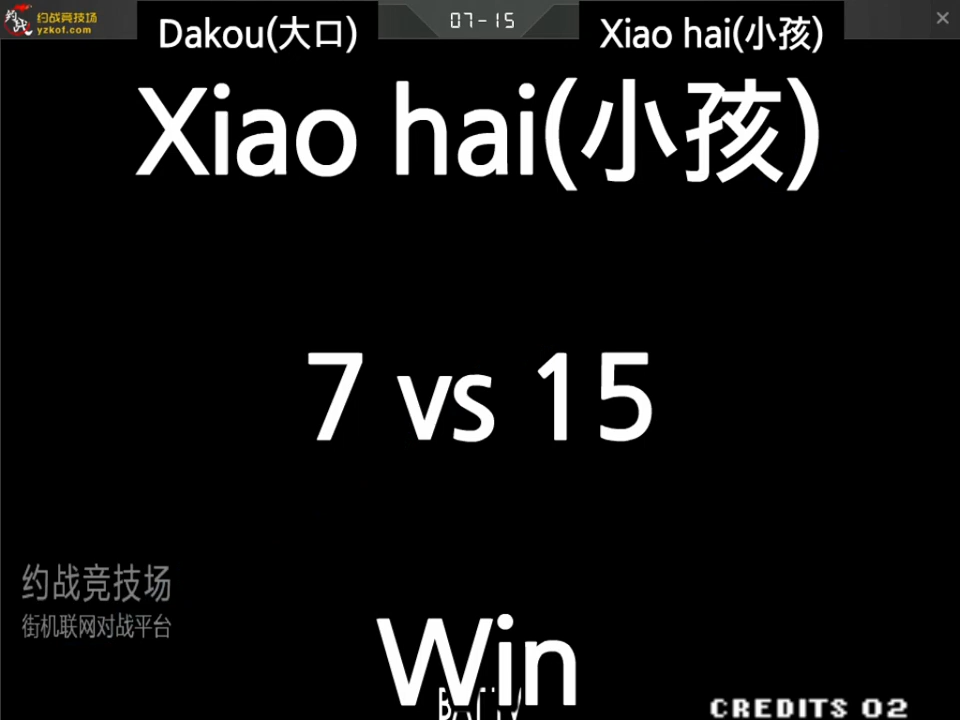 约战竞技场
yzkof.com
Dakou(大口)
07-15
Xiao hai(小孩)
Xiao hai(小孩)
7 vs 15
约战竞技场
街机联网对战平台
Win
CREDITS 02